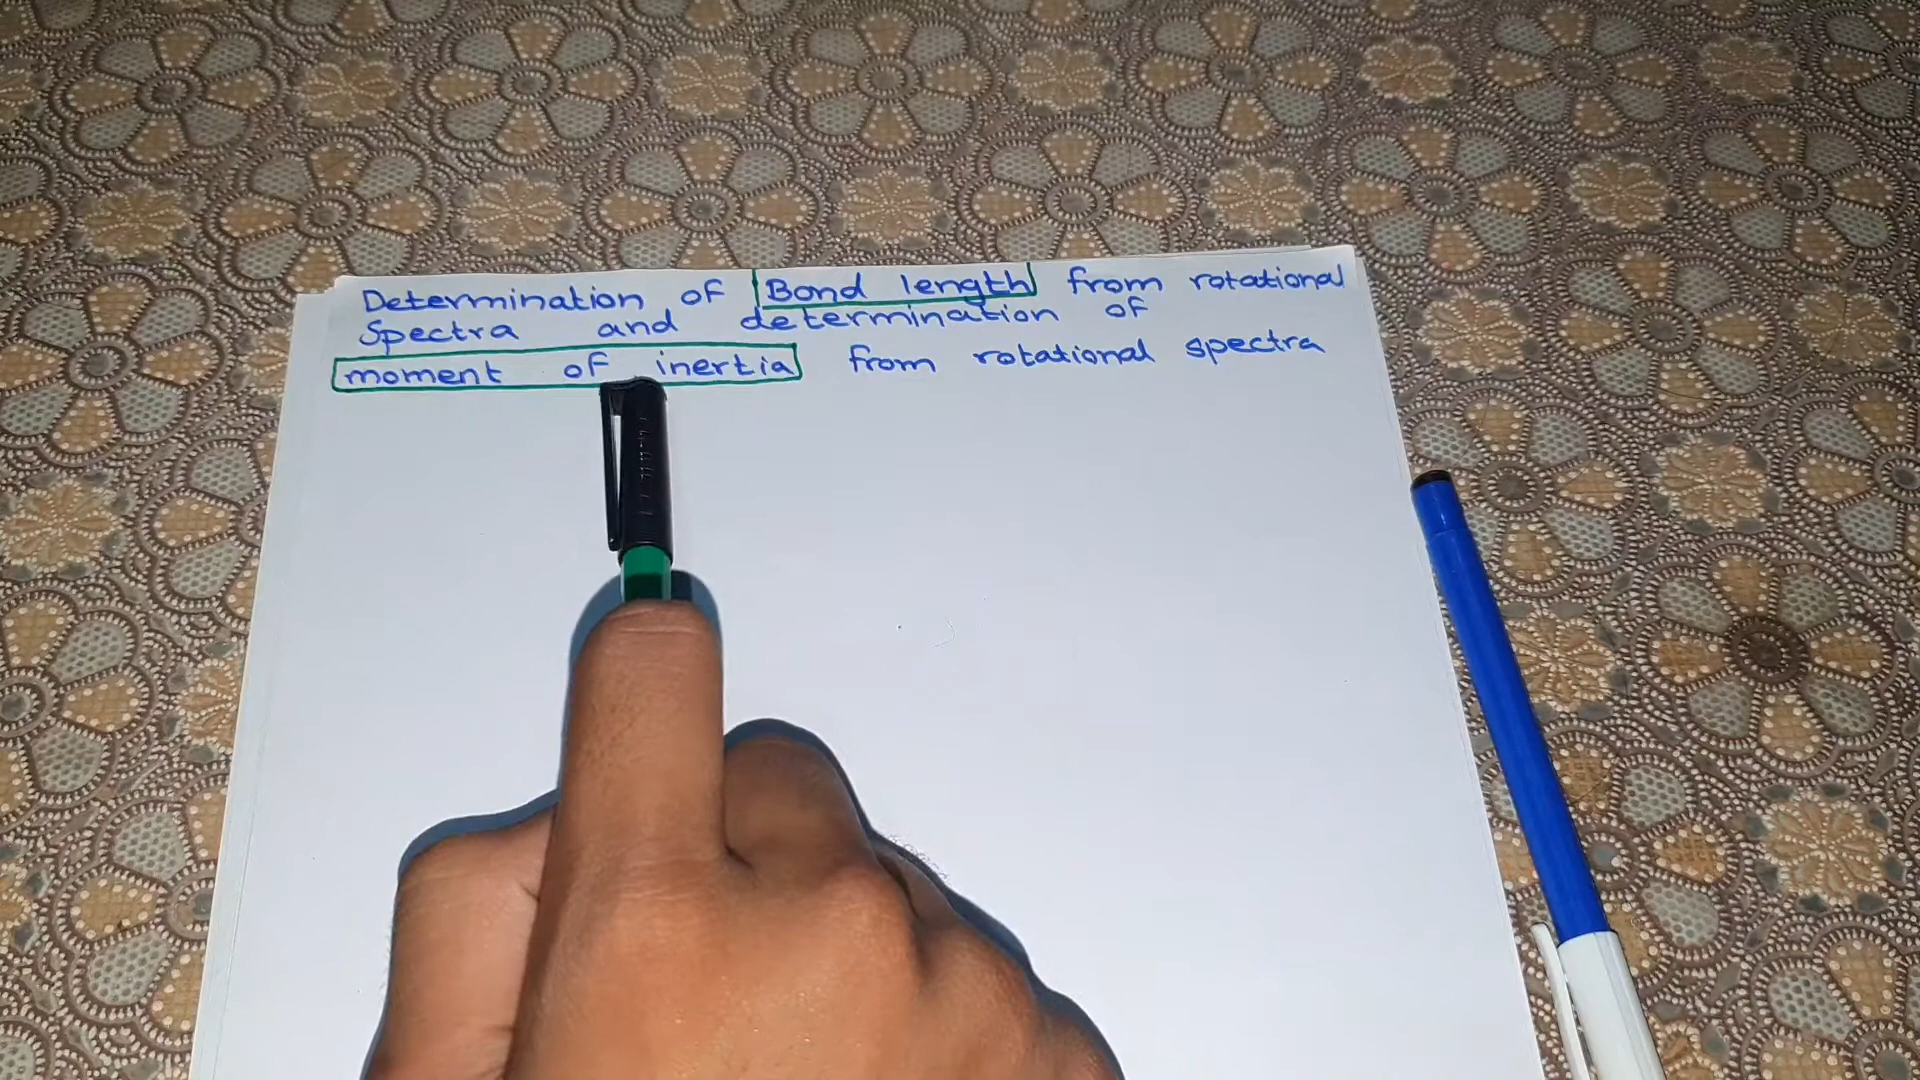 Determination of Bond length from rotational
Spectra and determination of
moment of inertia from rotational spectra